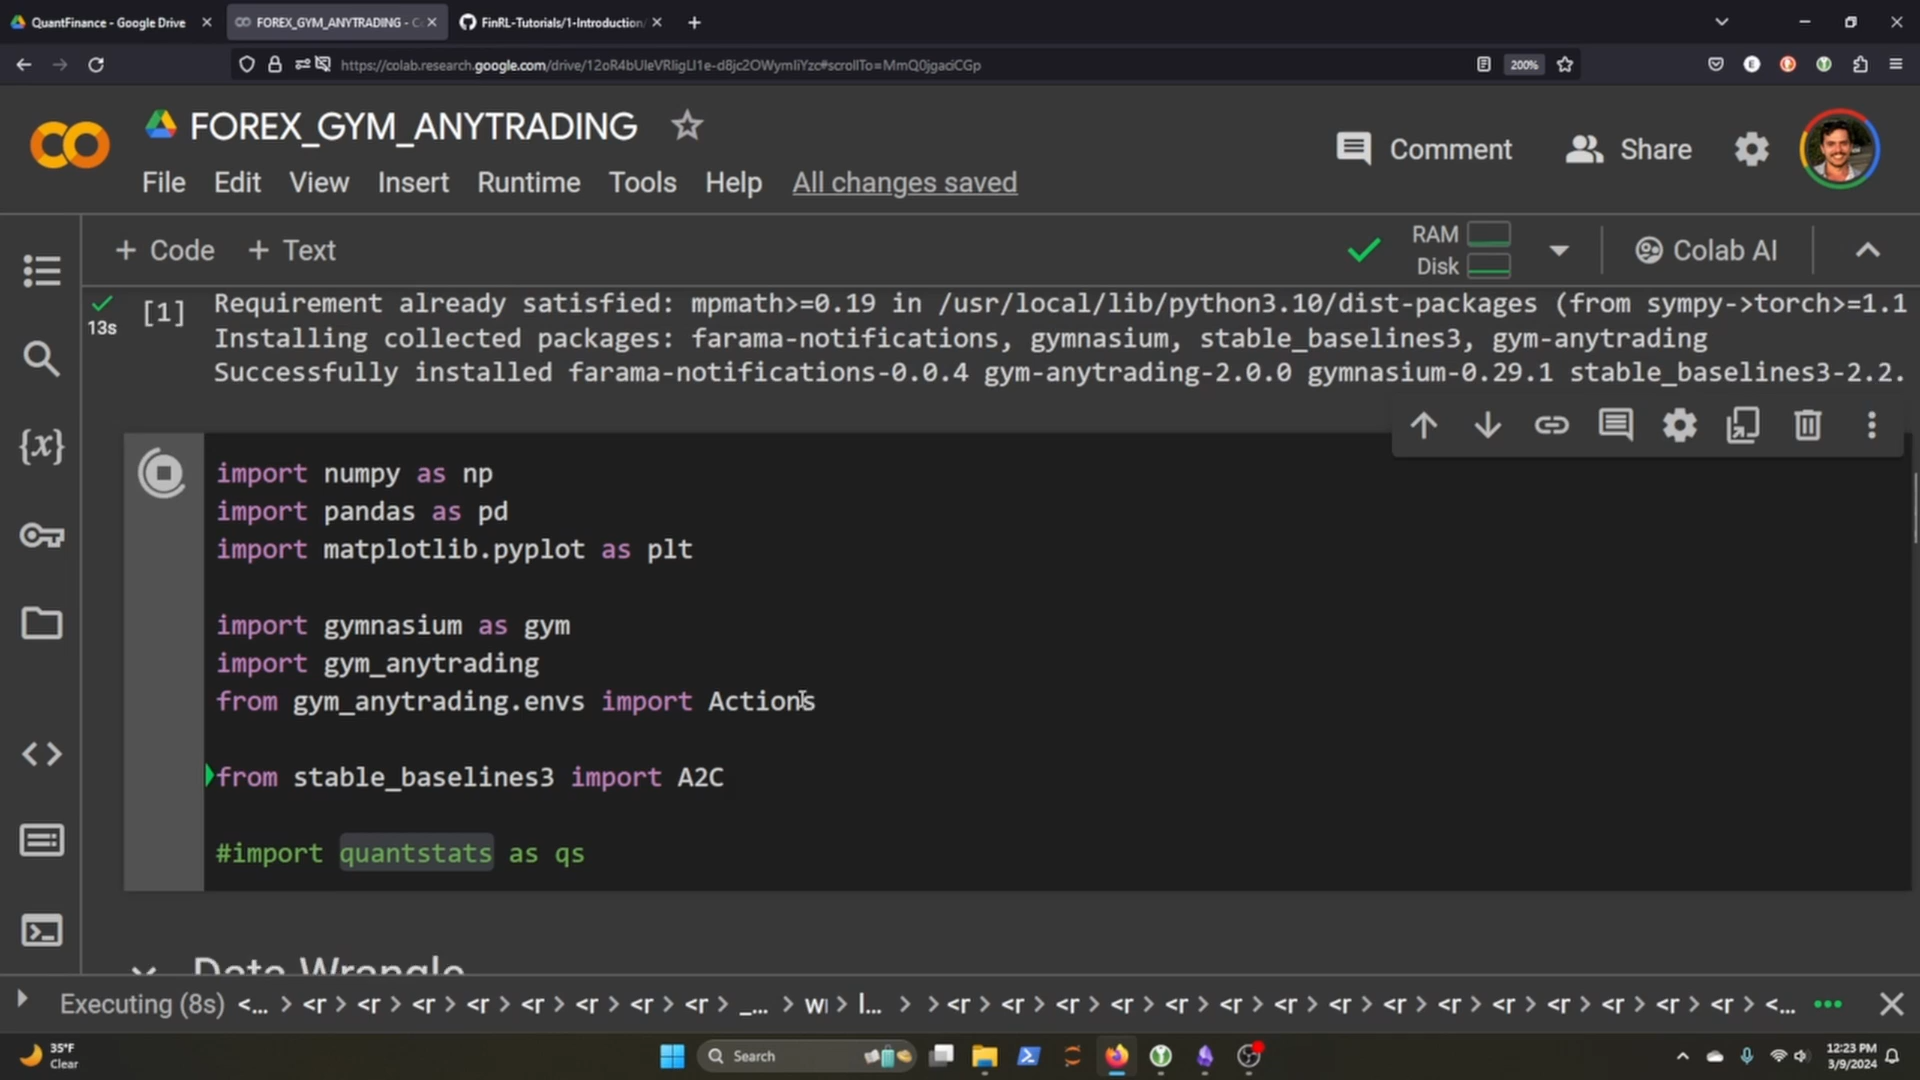 QuantFinance - Google Drive
FOREX_GYM_ANYTRADING - C
FinRL-Tutorials/1-Introduction
https://colab.research.google.com/drive/12oR4bUIeVRligLI1e-d8jc2OWymIiYzc#scrollTo=MmQ0jgaciCGp
200%
FOREX_GYM_ANYTRADING
Comment
Share
File Edit View Insert Runtime Tools Help All changes saved
+ Code + Text
RAM
Disk
Colab AI
13s
[1]
Requirement already satisfied: mpmath>=0.19 in /usr/local/lib/python3.10/dist-packages (from sympy->torch>=1.1
Installing collected packages: farama-notifications, gymnasium, stable_baselines3, gym-anytrading
Successfully installed farama-notifications-0.0.4 gym-anytrading-2.0.0 gymnasium-0.29.1 stable_baselines3-2.2.
import numpy as np
import pandas as pd
import matplotlib.pyplot as plt
import gymnasium as gym
import gym_anytrading
from gym_anytrading.envs import Actions
from stable_baselines3 import A2C
#import quantstats as qs
Data Wrangle
Executing (8s) <... > <r > <r > <r > <r > <r > <r > <r > <r > _... > w > l... > > <r > <r > <r > <r > <r > <r > <r > <r > <r > <r > <r > <r > <r > <r > <r > <...
35°F
Clear
Search
12:23 PM
3/9/2024